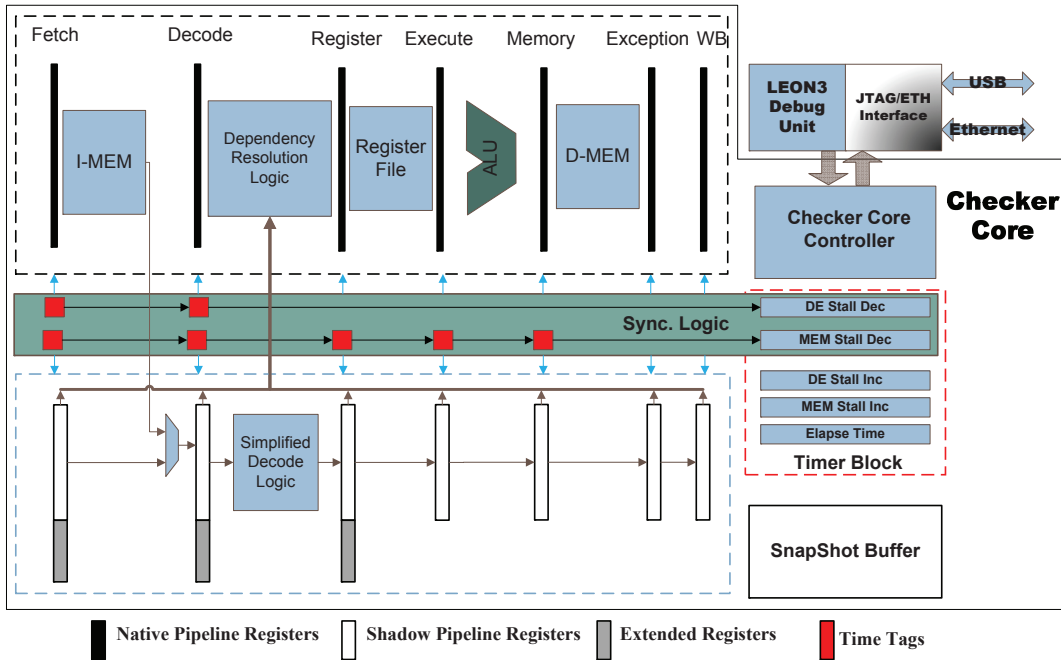 Fetch
Decode
Register
Execute
Memory
Exception
WB
I-MEM
Dependency
Resolution
Logic
Register
File
ALU
D-MEM
LEON3
Debug
Unit
JTAG/ETH
Interface
USB
Ethernet
Checker Core
Controller
Checker
Core
Sync. Logic
DE Stall Dec
MEM Stall Dec
DE Stall Inc
MEM Stall Inc
Elapse Time
Timer Block
Simplified
Decode
Logic
SnapShot Buffer
Native Pipeline Registers
Shadow Pipeline Registers
Extended Registers
Time Tags